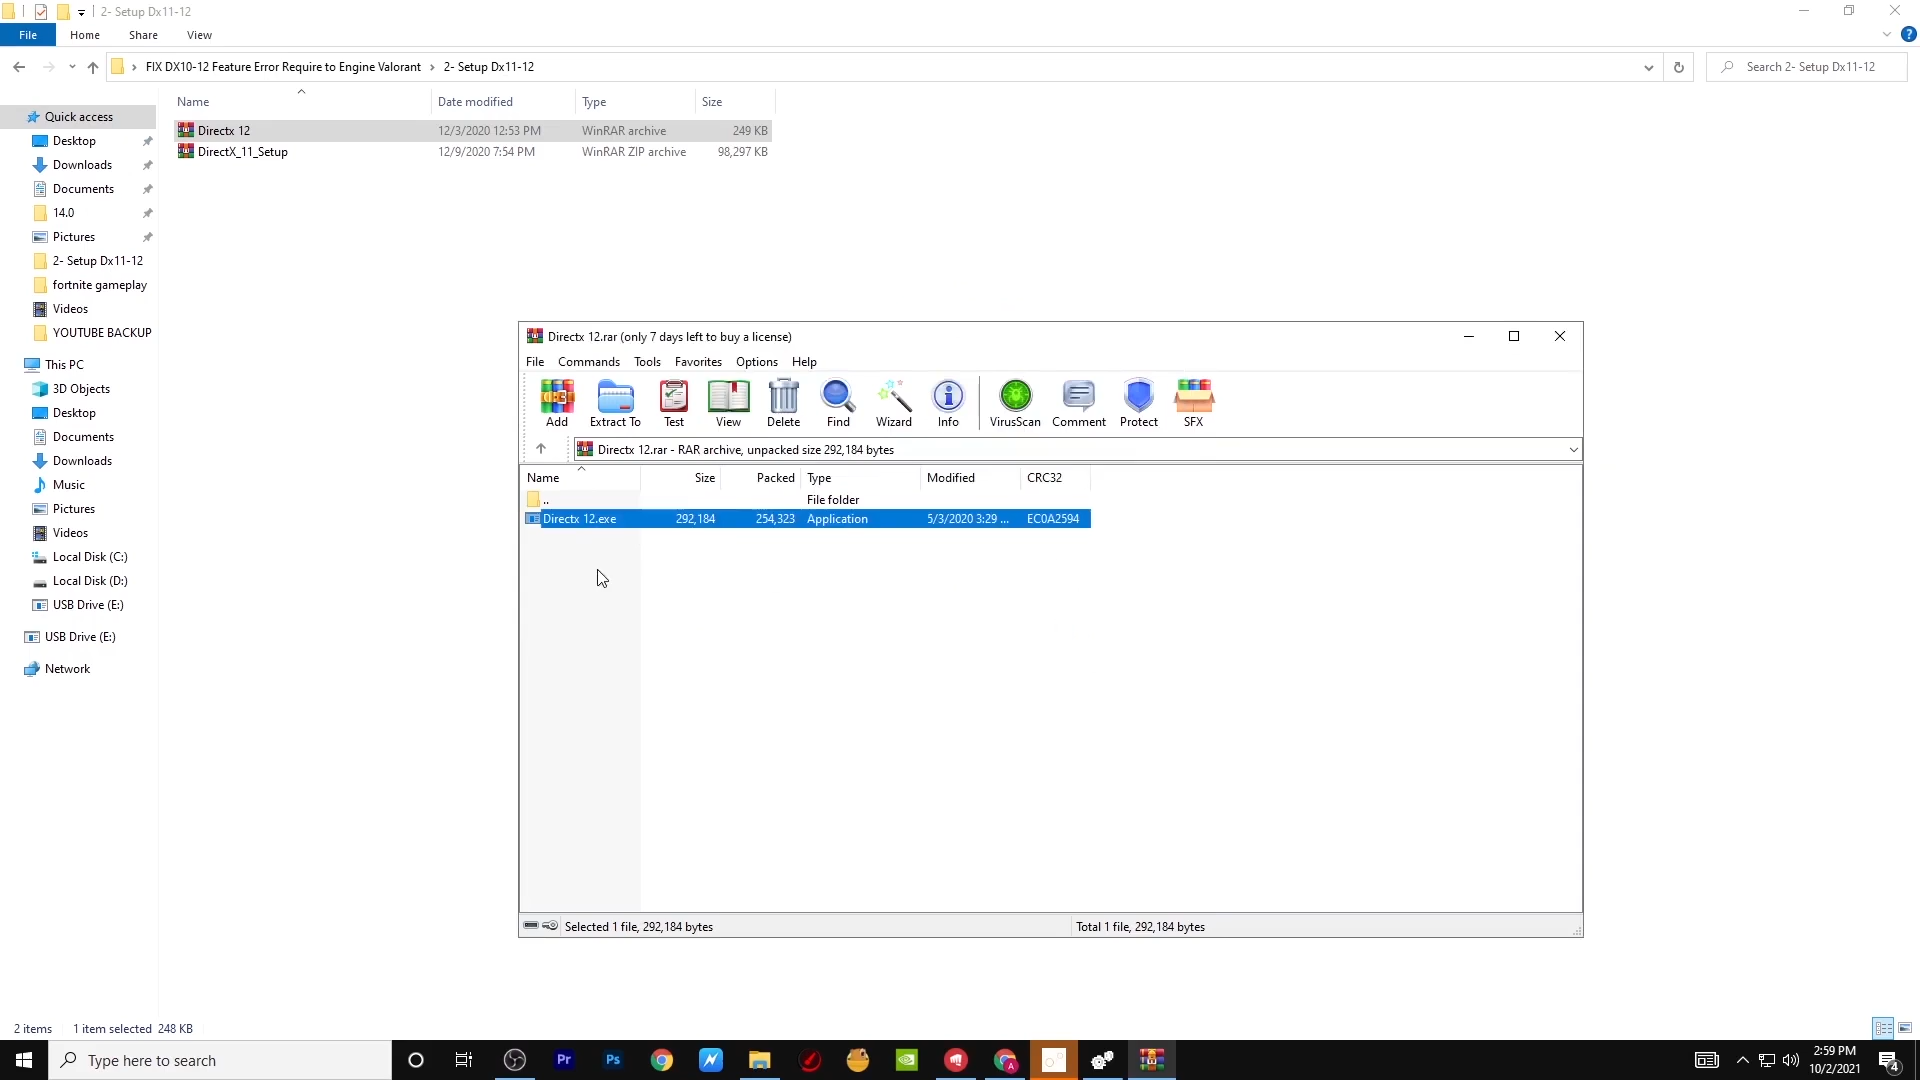 2- Setup Dx11-12
File Home Share View
FIX DX10-12 Feature Error Require to Engine Valorant › 2- Setup Dx11-12
Search 2- Setup Dx11-12
Name Date modified Type Size
Directx 12 12/3/2020 12:53 PM WinRAR archive 249 KB
DirectX_11_Setup 12/9/2020 7:54 PM WinRAR ZIP archive 98,297 KB
Quick access
Desktop
Downloads
Documents
14.0
Pictures
2- Setup Dx11-12
fortnite gameplay
Videos
YOUTUBE BACKUP
This PC
3D Objects
Desktop
Documents
Downloads
Music
Pictures
Videos
Local Disk (C:)
Local Disk (D:)
USB Drive (E:)
USB Drive (E:)
Network
Directx 12.rar (only 7 days left to buy a license)
File Commands Tools Favorites Options Help
Add Extract To Test View Delete Find Wizard Info VirusScan Comment Protect SFX
Directx 12.rar - RAR archive, unpacked size 292,184 bytes
Name Size Packed Type Modified CRC32
.. File folder
Directx 12.exe 292,184 254,323 Application 5/3/2020 3:29 ... EC0A2594
Selected 1 file, 292,184 bytes
Total 1 file, 292,184 bytes
2 items 1 item selected 248 KB
Type here to search
Pr
Ps
A
2:59 PM
10/2/2021
4